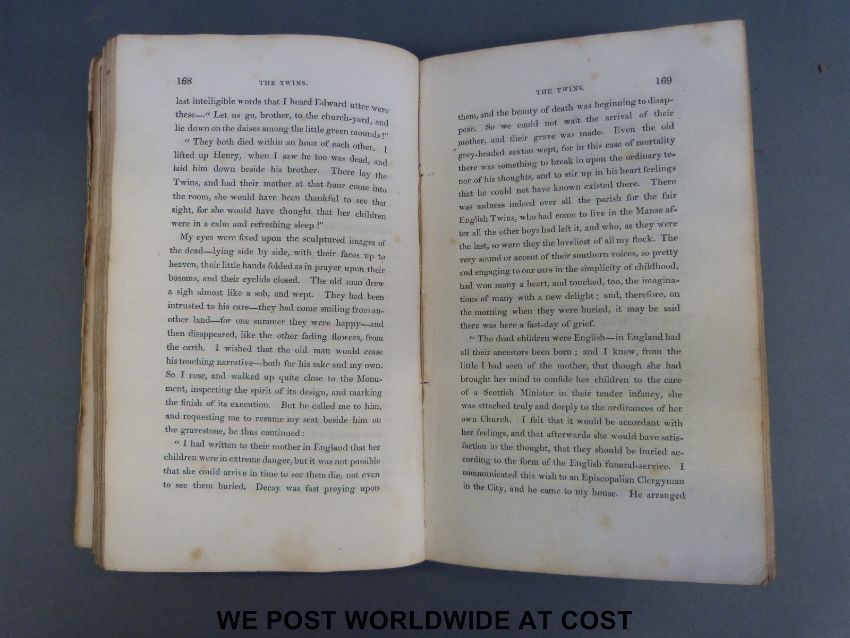 168
THE TWINS.
last intelligible words that I heard Edward utter were
these—“ Let us go, brother, to the church-yard, and
lie down on the daises among the little green mounds !”
“ They both died within an hour of each other. I
lifted up Henry, when I saw he too was dead, and
laid him down beside his brother. There lay the
Twins, and had their mother at that hour come into
the room, she would have been thankful to see that
sight, for she would have thought that her children
were in a calm and refreshing sleep !”
My eyes were fixed upon the sculptured images of
the dead—lying side by side, with their faces up to
heaven, their little hands folded as in prayer upon their
bosoms, and their eyelids closed. The old man drew
a sigh almost like a sob, and wept. They had been
intrusted to his care—they had come smiling from an-
other land—for one summer they were happy—and
then disappeared, like the other fading flowers, from
the earth. I wished that the old man would cease
his touching narrative—both for his sake and my own.
So I rose, and walked up quite close to the Monu-
ment, inspecting the spirit of its design, and marking
the finish of its execution. But he called me to him,
and requesting me to resume my seat beside him on
the gravestone, he thus continued :
“ I had written to their mother in England that her
children were in extreme danger, but it was not possible
that she could arrive in time to see them die, not even
to see them buried. Decay was fast preying upon
THE TWINS.
169
them, and the beauty of death was beginning to disap-
pear. So we could not wait the arrival of their
mother, and their grave was made. Even the old
grey-headed sexton wept, for in this case of mortality
there was something to break in upon the ordinary te-
nor of his thoughts, and to stir up in his heart feelings
that he could not have known existed there. There
was sadness indeed over all the parish for the fair
English Twins, who had come to live in the Manse af-
ter all the other boys had left it, and who, as they were
the last, so were they the loveliest of all my flock. The
very sound or accent of their southern voices, so pretty
and engaging to our ears in the simplicity of childhood,
had won many a heart, and touched, too, the imagina-
tions of many with a new delight ; and, therefore, on
the morning when they were buried, it may be said
there was here a fast-day of grief.
“ The dead children were English—in England had
all their ancestors been born ; and I knew, from the
little I had seen of the mother, that though she had
brought her mind to confide her children to the care
of a Scottish Minister in their tender infancy, she
was attached truly and deeply to the ordinances of her
own Church. I felt that it would be accordant with
her feelings, and that afterwards she would have satis-
faction in the thought, that they should be buried ac-
cording to the form of the English funeral-service. I
communicated this wish to an Episcopalian Clergyman
in the City, and he came to my house. He arranged
WE POST WORLDWIDE AT COST